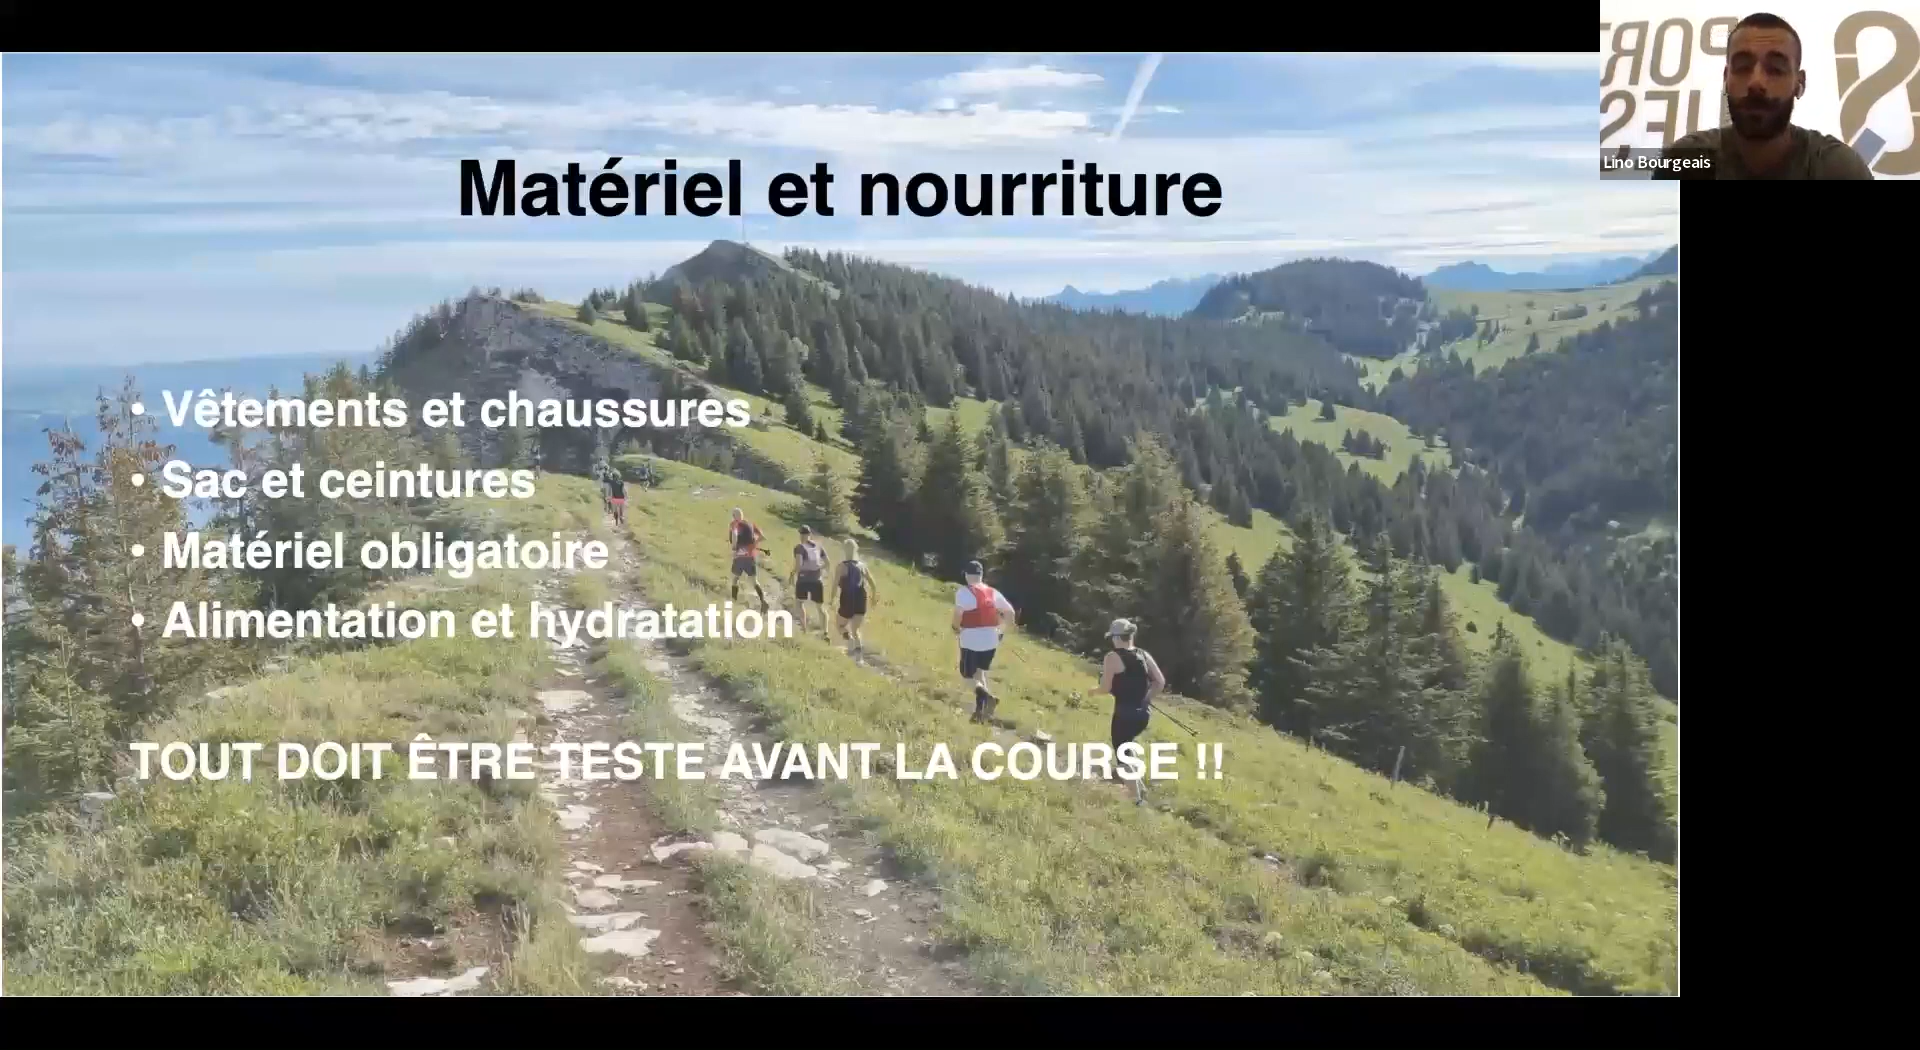 Matériel et nourriture
• Vêtements et chaussures
• Sac et ceintures
• Matériel obligatoire
• Alimentation et hydratation
TOUT DOIT ÊTRE TESTE AVANT LA COURSE !!
Lino Bourgeais